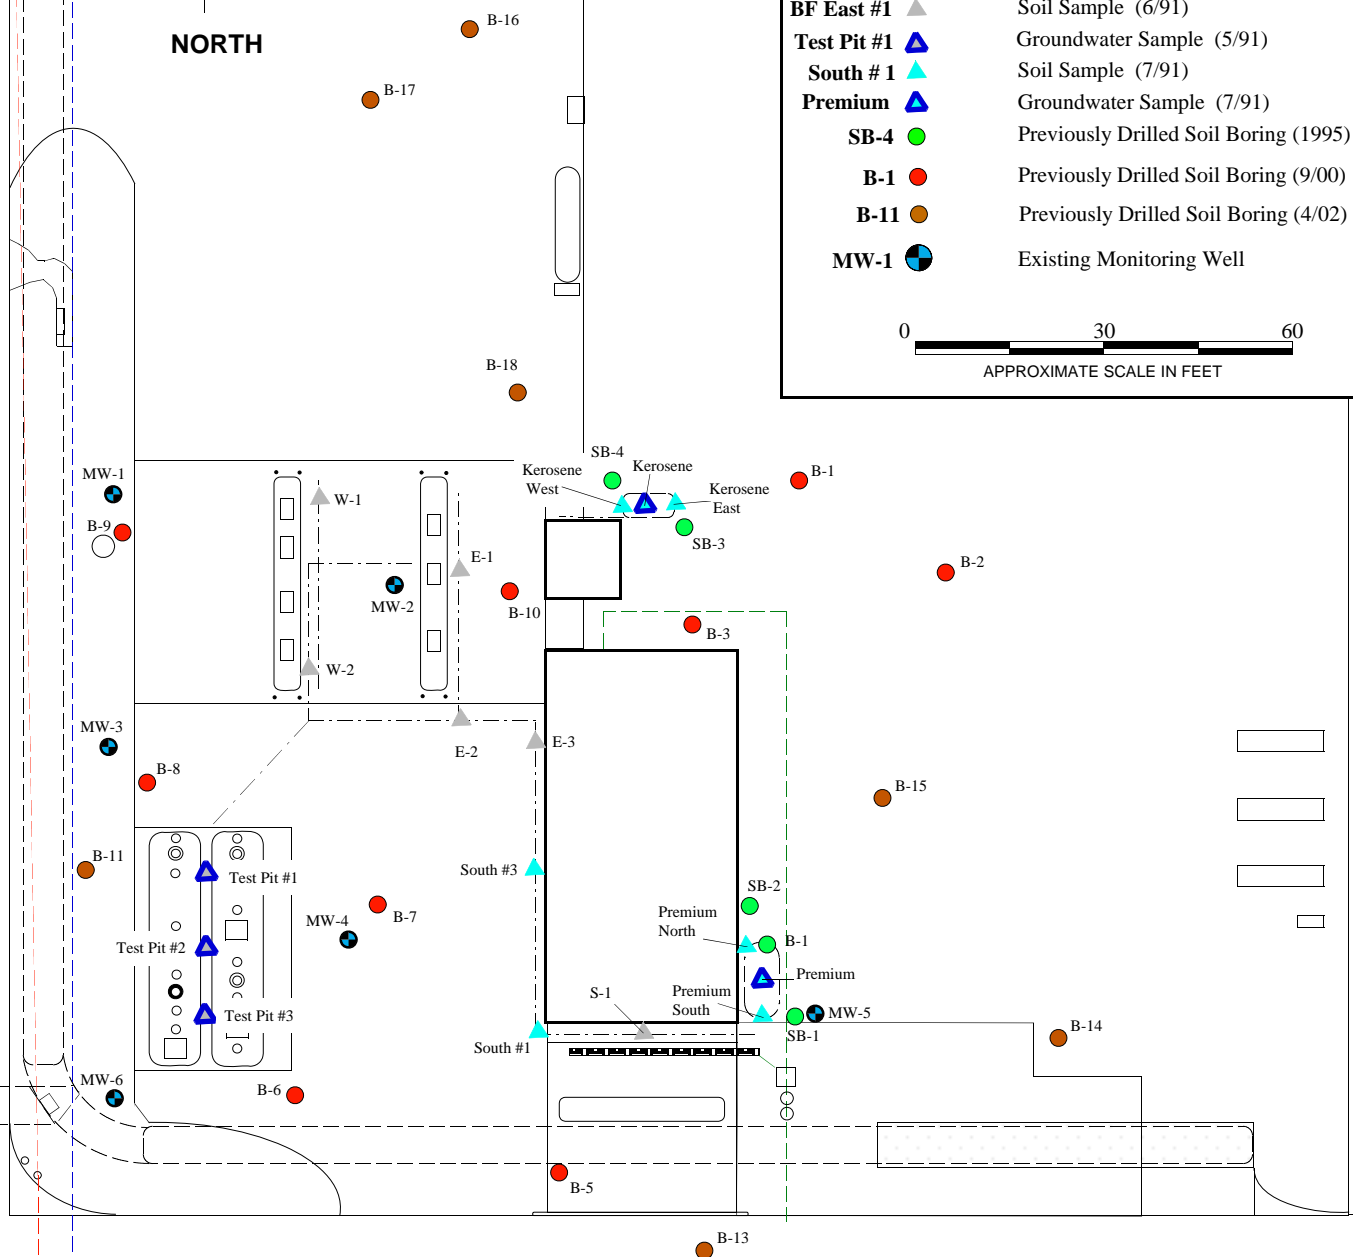 BF East #1 Soil Sample (6/91)
Test Pit #1 Groundwater Sample (5/91)
South # 1 Soil Sample (7/91)
Premium Groundwater Sample (7/91)
SB-4 Previously Drilled Soil Boring (1995)
B-1 Previously Drilled Soil Boring (9/00)
B-11 Previously Drilled Soil Boring (4/02)
MW-1 Existing Monitoring Well
0 30 60
APPROXIMATE SCALE IN FEET
NORTH
B-16
B-17
B-18
SB-4
Kerosene
Kerosene
West
Kerosene
East
B-1
MW-1
W-1
B-9
SB-3
E-1
B-2
MW-2
B-10
B-3
W-2
MW-3
E-2
E-3
B-8
B-15
B-11
South #3
Test Pit #1
SB-2
MW-4
B-7
Premium
North
B-1
Test Pit #2
Premium
S-1
Premium
South
MW-5
Test Pit #3
SB-1
B-14
South #1
MW-6
B-6
B-5
B-13